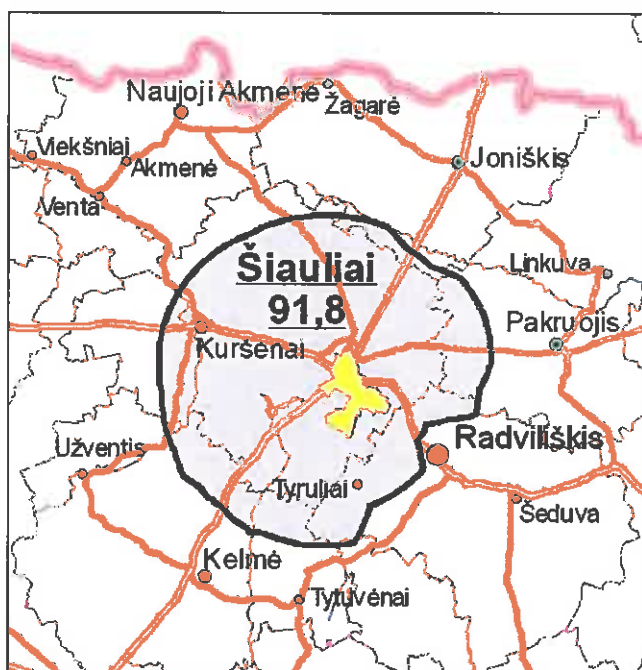 Naujoji Akmenė
Žagarė
Viekšniai
Akmenė
Joniškis
Venta
Šiauliai
91,8
Linkuva
Kuršėnai
Pakruojis
Užventis
Radviliškis
Tyruliai
Šeduva
Kelmė
Tytuvėnai